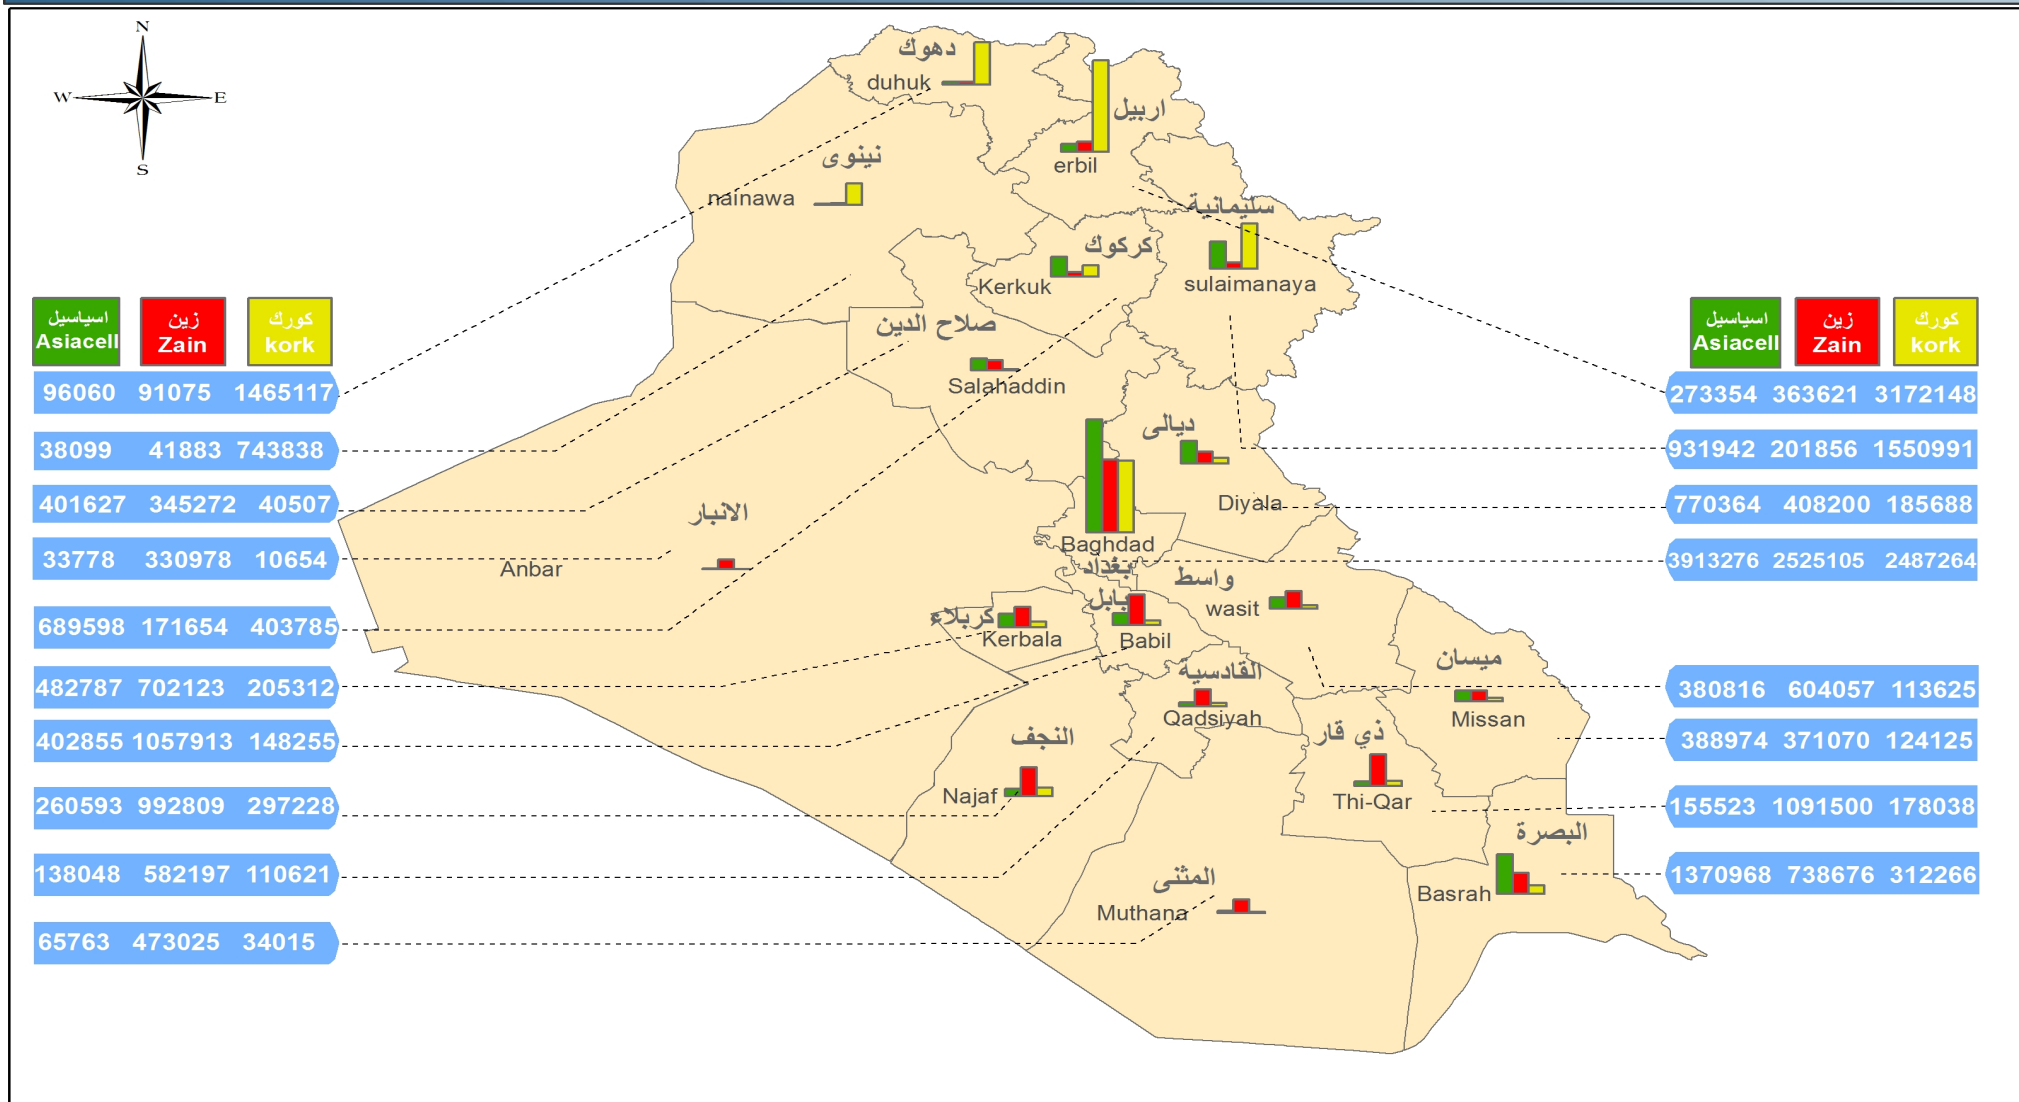 N
W E
S
دهوك
duhuk
اربيل
erbil
نينوى
nainawa
سليمانية
sulaimanaya
كركوك
Kerkuk
صلاح الدين
Salahaddin
ديالى
Diyala
الانبار
Anbar
Baghdad
بغداد
واسط
wasit
بابل
Babil
كربلاء
Kerbala
ميسان
Missan
القادسية
Qadsiyah
النجف
Najaf
ذي قار
Thi-Qar
البصرة
Basrah
المثنى
Muthana
اسياسيل زين كورك
Asiacell Zain kork
96060 91075 1465117
38099 41883 743838
401627 345272 40507
33778 330978 10654
689598 171654 403785
482787 702123 205312
402855 1057913 148255
260593 992809 297228
138048 582197 110621
65763 473025 34015
اسياسيل زين كورك
Asiacell Zain kork
273354 363621 3172148
931942 201856 1550991
770364 408200 185688
3913276 2525105 2487264
380816 604057 113625
388974 371070 124125
155523 1091500 178038
1370968 738676 312266